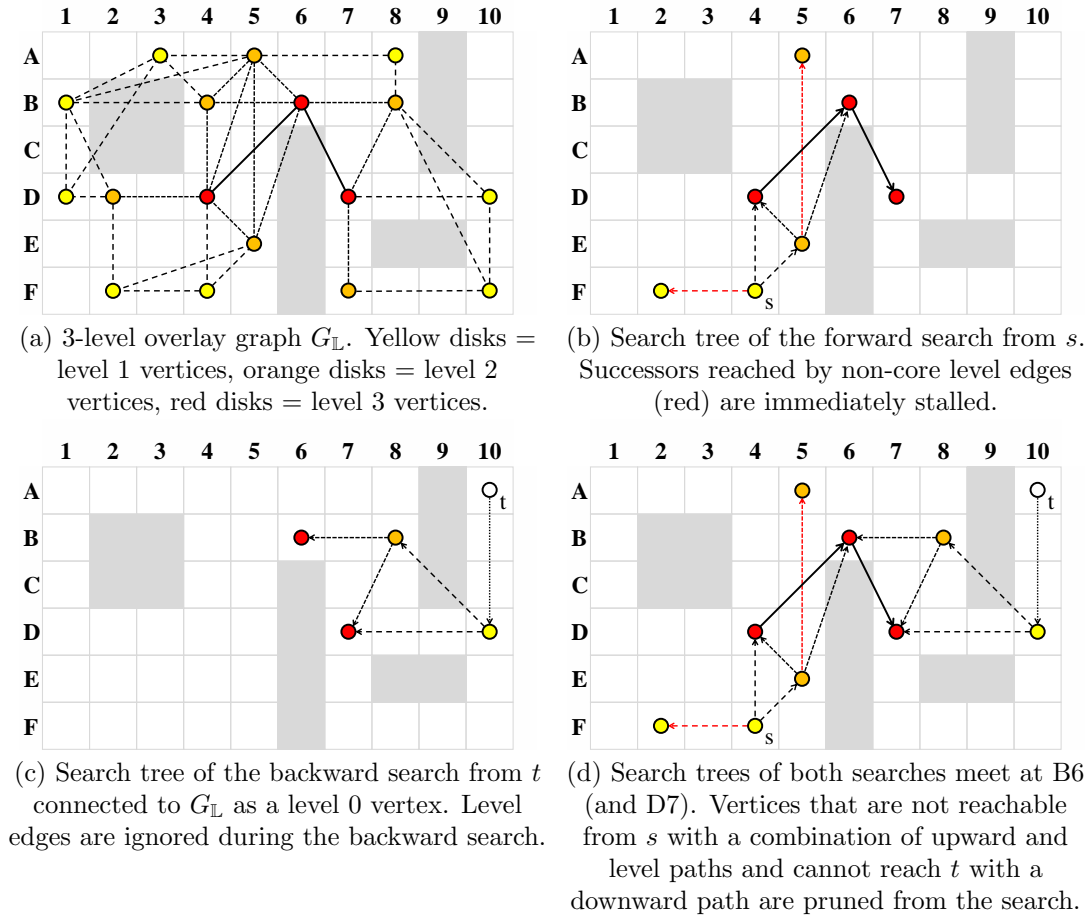 1 2 3 4 5 6 7 8 9 10
A
B
C
D
E
F
(a) 3-level overlay graph G𝕃. Yellow disks =
level 1 vertices, orange disks = level 2
vertices, red disks = level 3 vertices.
1 2 3 4 5 6 7 8 9 10
A
B
C
D
E
F
s
(b) Search tree of the forward search from s.
Successors reached by non-core level edges
(red) are immediately stalled.
1 2 3 4 5 6 7 8 9 10
A
t
B
C
D
E
F
(c) Search tree of the backward search from t
connected to G𝕃 as a level 0 vertex. Level
edges are ignored during the backward search.
1 2 3 4 5 6 7 8 9 10
A
t
B
C
D
E
F
s
(d) Search trees of both searches meet at B6
(and D7). Vertices that are not reachable
from s with a combination of upward and
level paths and cannot reach t with a
downward path are pruned from the search.